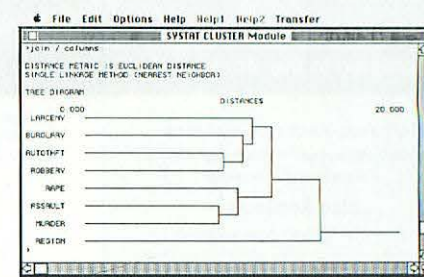 File Edit Options Help Help1 Help2 Transfer
SYSTAT CLUSTER Module
>join / columns
DISTANCE METRIC IS EUCLIDEAN DISTANCE
SINGLE LINKAGE METHOD (NEAREST NEIGHBOR)
TREE DIAGRAM
DISTANCES
0.000 20.000
LARCENY
BURGLARY
AUTOTHFT
ROBBERY
RAPE
ASSAULT
MURDER
REGION
>